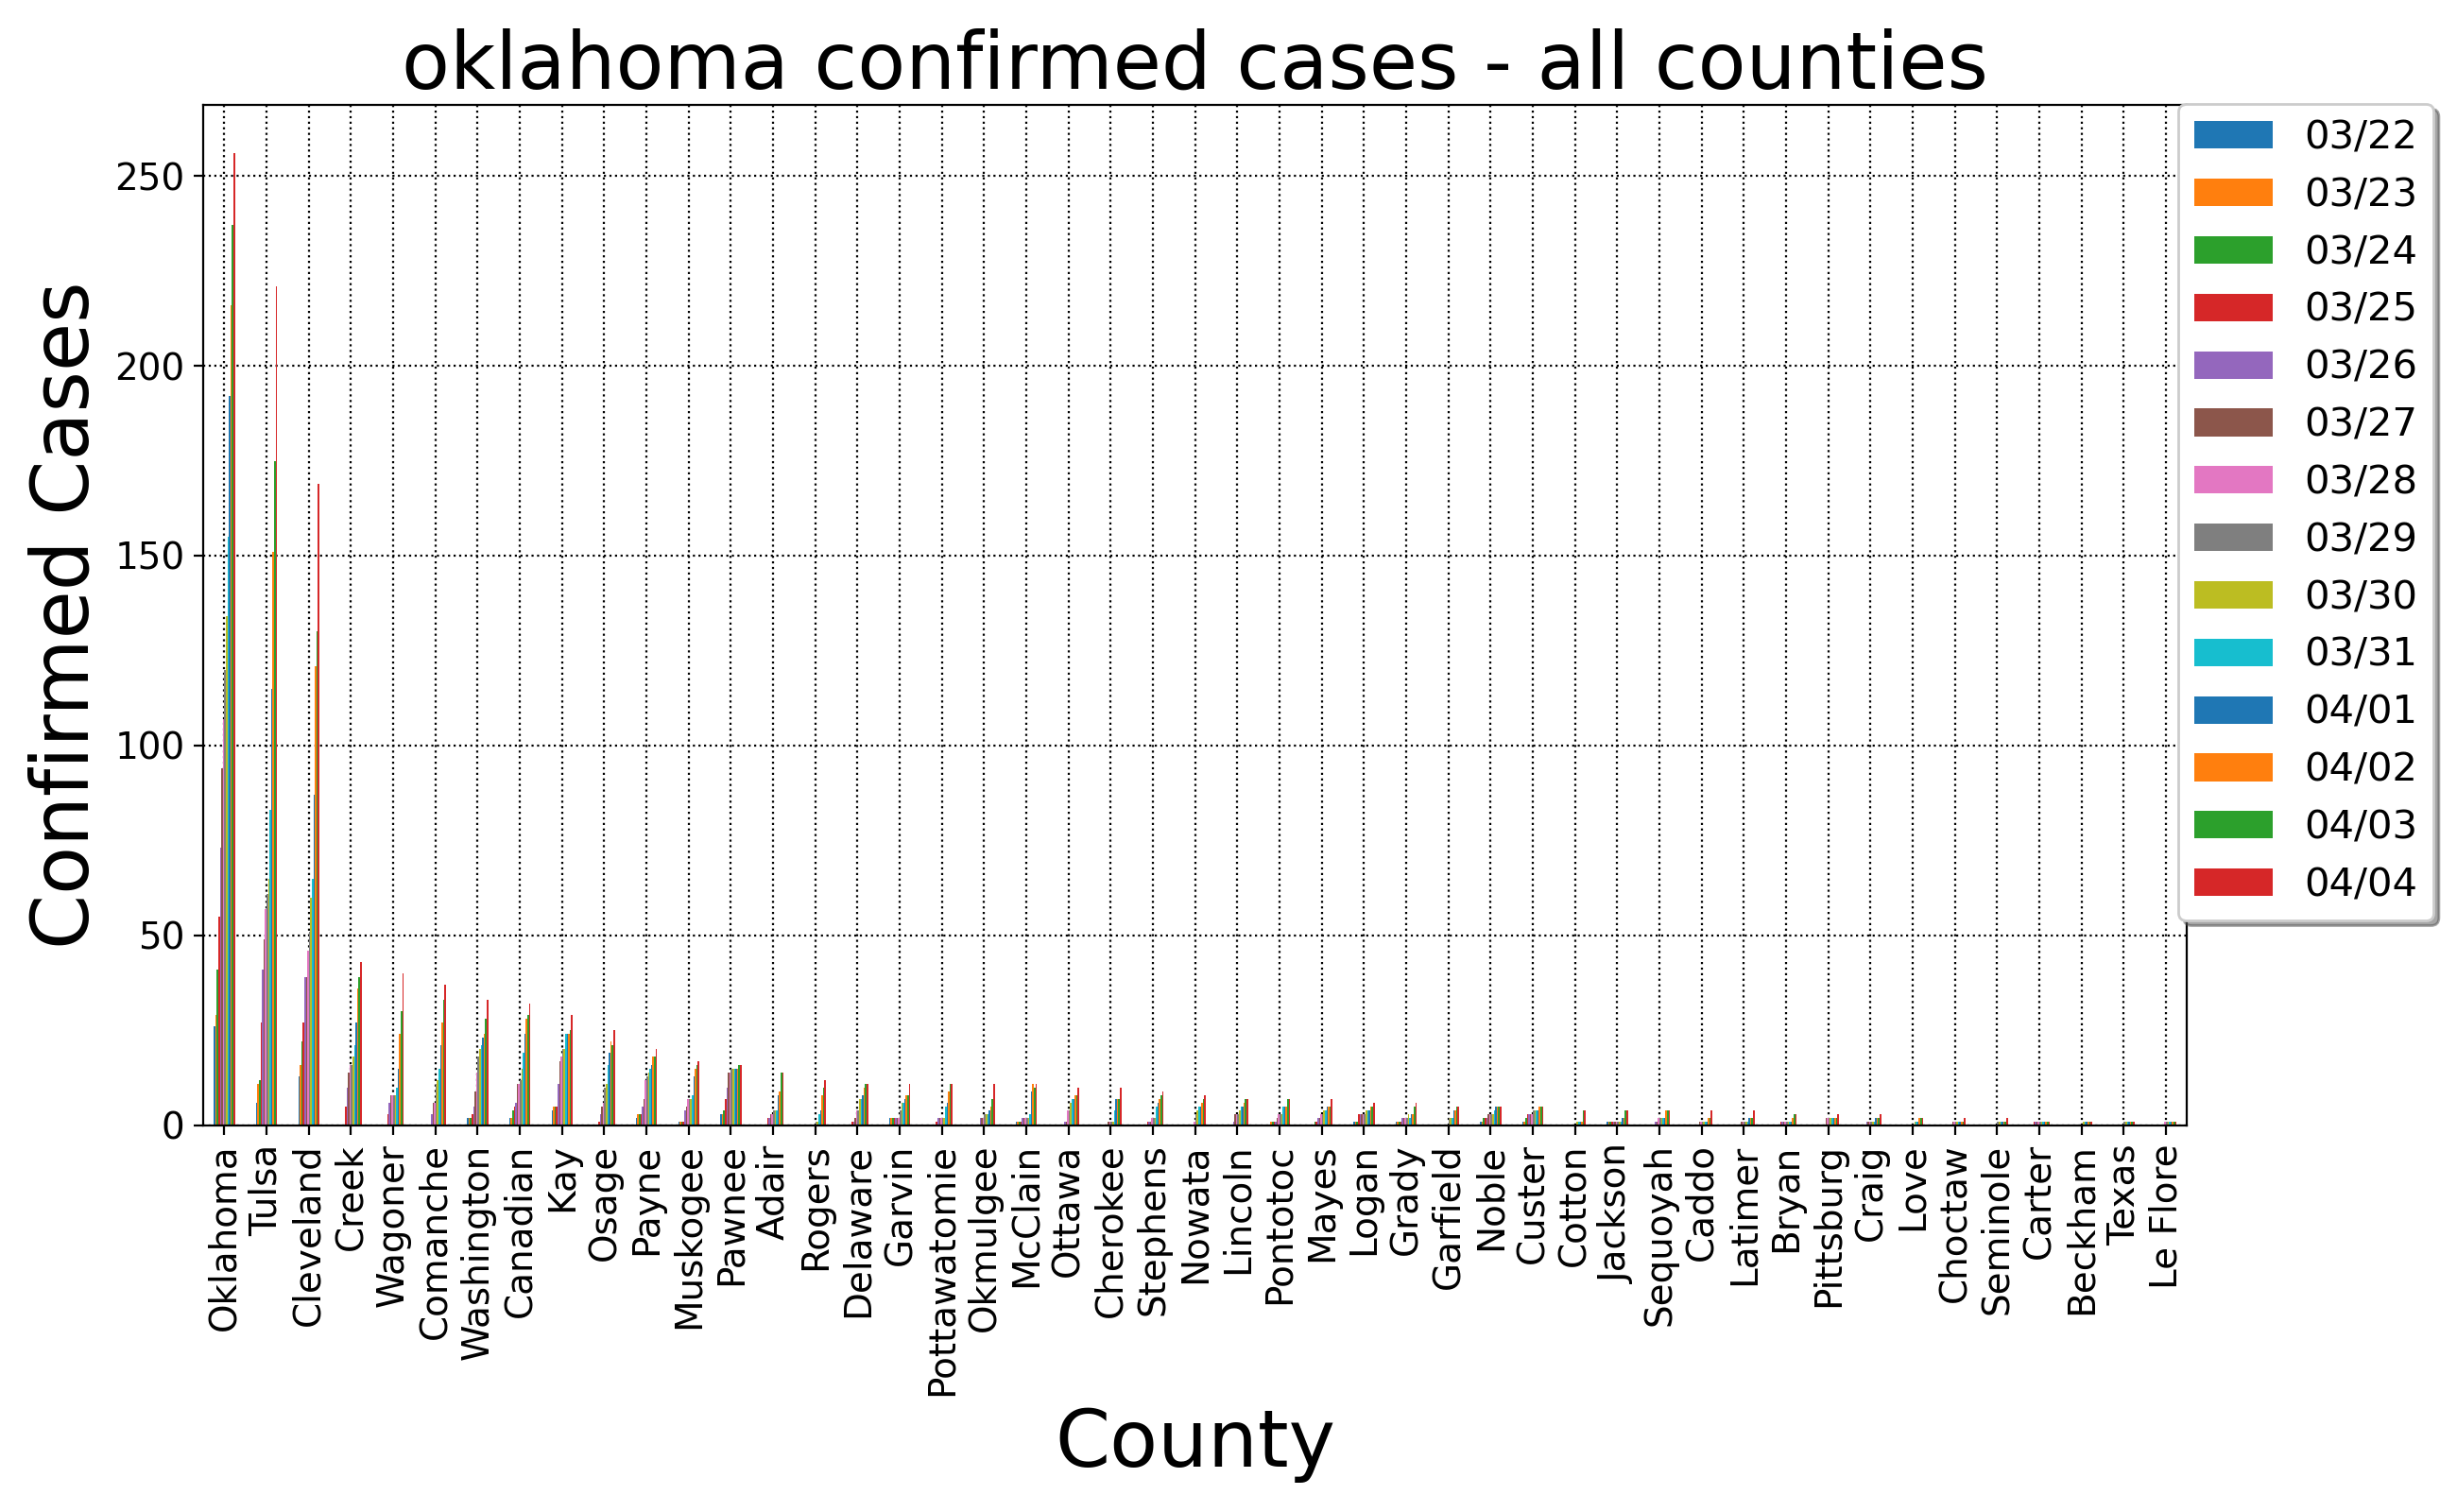 oklahoma confirmed cases - all counties
Confirmed Cases
250
200
150
100
50
0
03/22
03/23
03/24
03/25
03/26
03/27
03/28
03/29
03/30
03/31
04/01
04/02
04/03
04/04
Oklahoma
Tulsa
Cleveland
Creek
Wagoner
Comanche
Washington
Canadian
Kay
Osage
Payne
Muskogee
Pawnee
Adair
Rogers
Delaware
Garvin
Pottawatomie
Okmulgee
McClain
Ottawa
Cherokee
Stephens
Nowata
Lincoln
Pontotoc
Mayes
Logan
Grady
Garfield
Noble
Custer
Cotton
Jackson
Sequoyah
Caddo
Latimer
Bryan
Pittsburg
Craig
Love
Choctaw
Seminole
Carter
Beckham
Texas
Le Flore
County